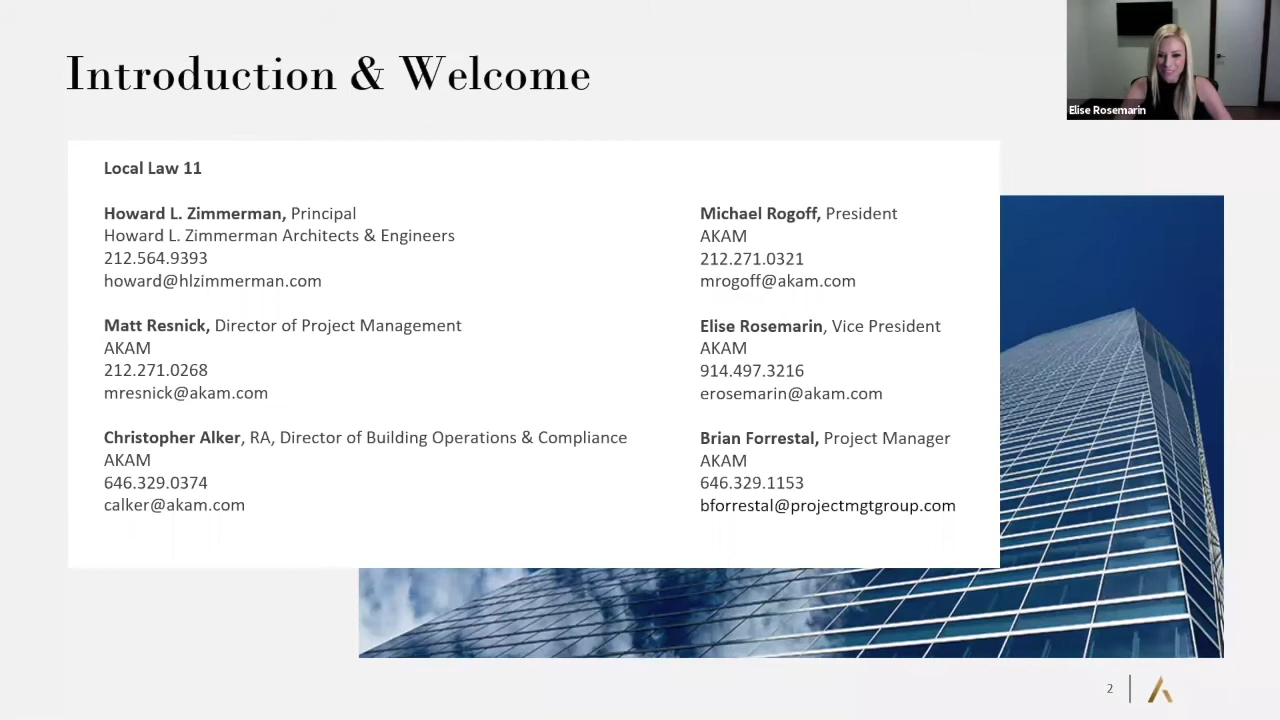 Introduction & Welcome
Elise Rosemarin
Local Law 11
Howard L. Zimmerman, Principal
Howard L. Zimmerman Architects & Engineers
212.564.9393
howard@hlzimmerman.com
Matt Resnick, Director of Project Management
AKAM
212.271.0268
mresnick@akam.com
Christopher Alker, RA, Director of Building Operations & Compliance
AKAM
646.329.0374
calker@akam.com
Michael Rogoff, President
AKAM
212.271.0321
mrogoff@akam.com
Elise Rosemarin, Vice President
AKAM
914.497.3216
erosemarin@akam.com
Brian Forrestal, Project Manager
AKAM
646.329.1153
bforrestal@projectmgtgroup.com
2